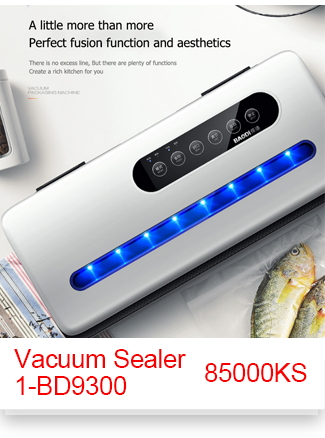 A little more than more
Perfect fusion function and aesthetics
There is no excess line, But there are plenty of functions
Create a rich kitchen for you
VACUUM
PACKAGING MACHINE
BAODI
Vacuum Sealer
1-BD9300
85000KS